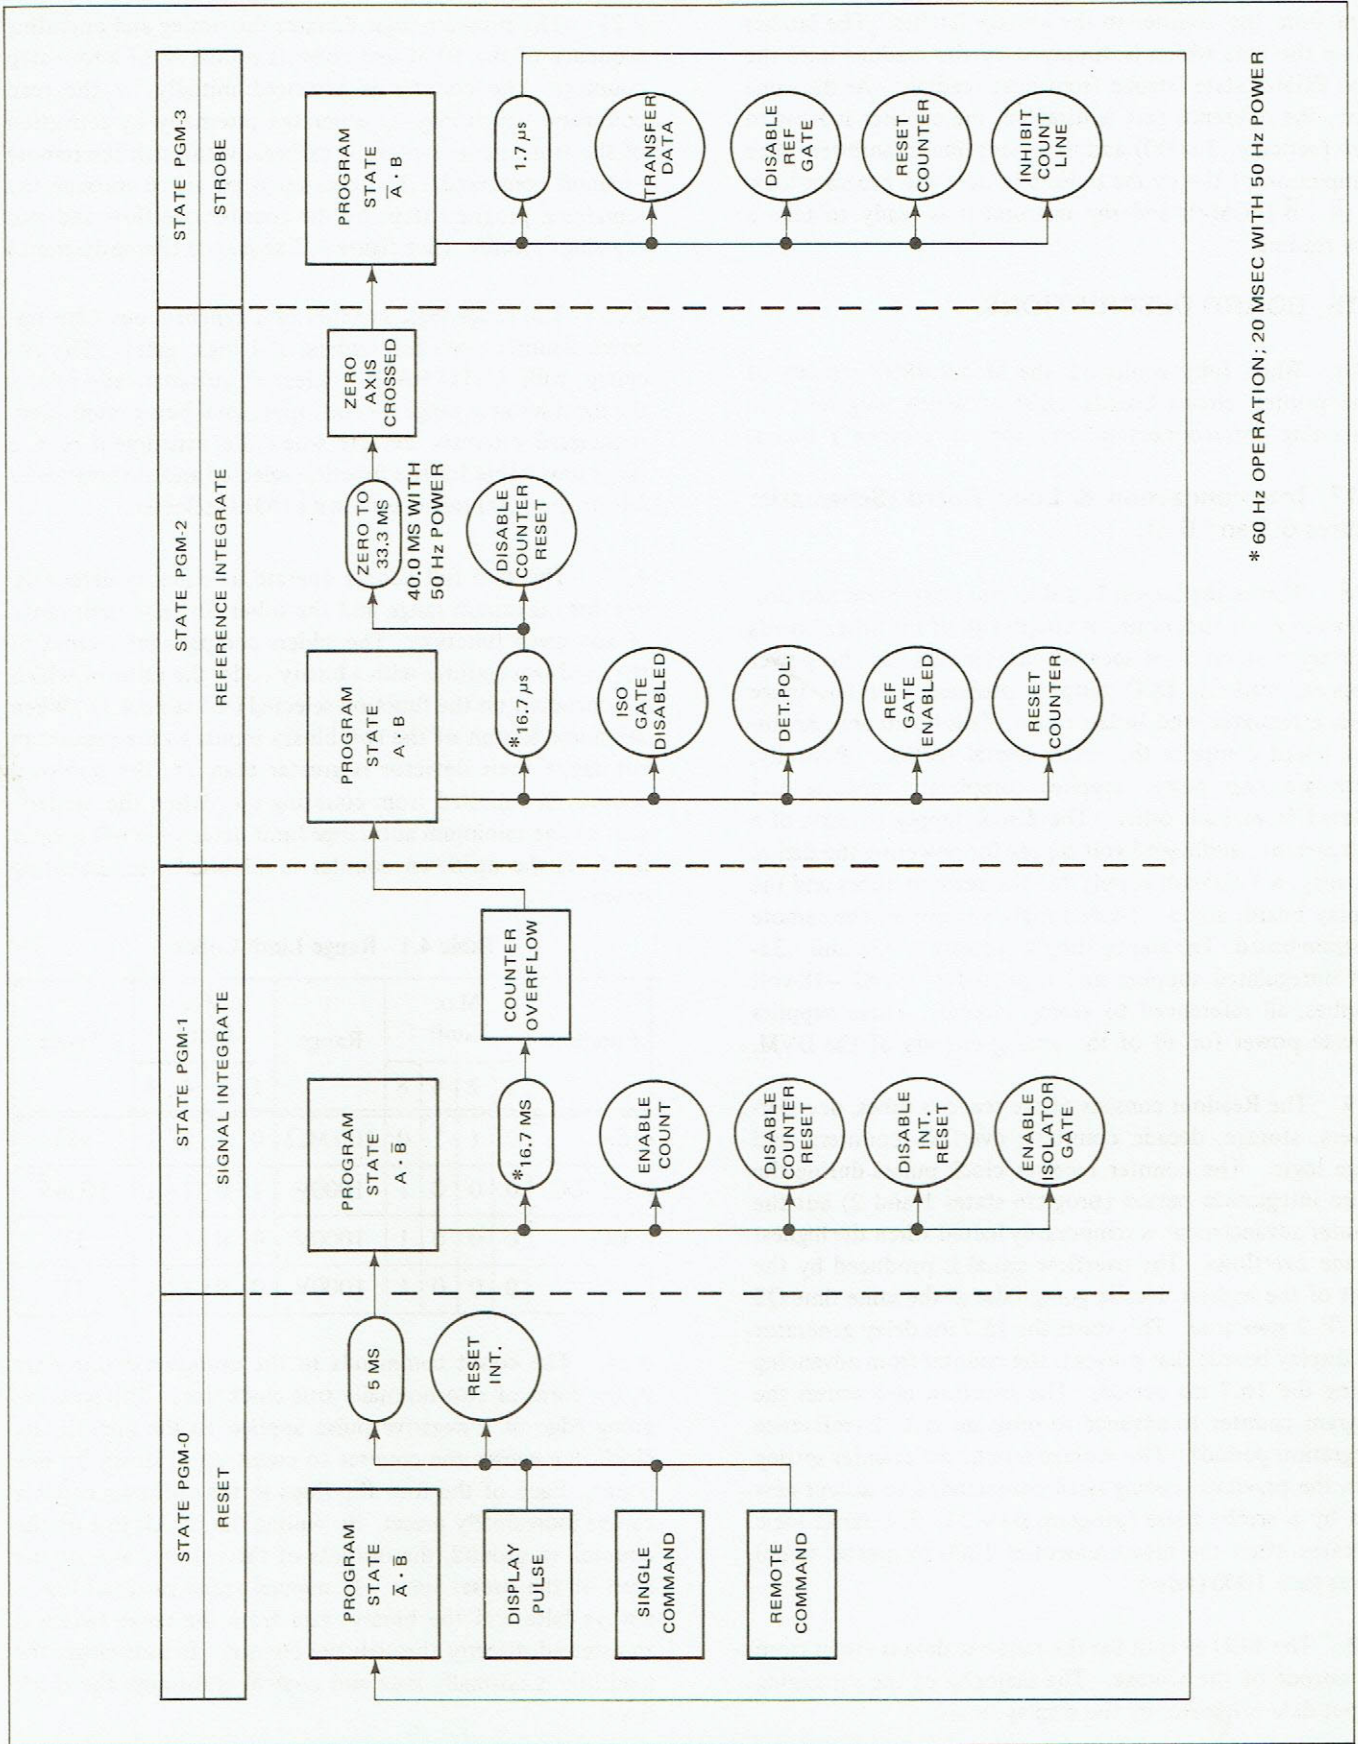 STATE PGM-0
RESET
STATE PGM-1
SIGNAL INTEGRATE
STATE PGM-2
REFERENCE INTEGRATE
STATE PGM-3
STROBE
PROGRAM
STATE
A̅ · B̅
DISPLAY
PULSE
SINGLE
COMMAND
REMOTE
COMMAND
5 MS
RESET
INT.
PROGRAM
STATE
A · B̅
*16.7 MS
ENABLE
COUNT
DISABLE
COUNTER
RESET
DISABLE
INT.
RESET
ENABLE
ISOLATOR
GATE
COUNTER
OVERFLOW
PROGRAM
STATE
A · B
*16.7 µs
ISO
GATE
DISABLED
DET. POL.
REF
GATE
ENABLED
RESET
COUNTER
ZERO TO
33.3 MS
40.0 MS WITH
50 Hz POWER
DISABLE
COUNTER
RESET
ZERO
AXIS
CROSSED
PROGRAM
STATE
A̅ · B
1.7 µs
TRANSFER
DATA
DISABLE
REF
GATE
RESET
COUNTER
INHIBIT
COUNT
LINE
* 60 Hz OPERATION; 20 MSEC WITH 50 Hz POWER